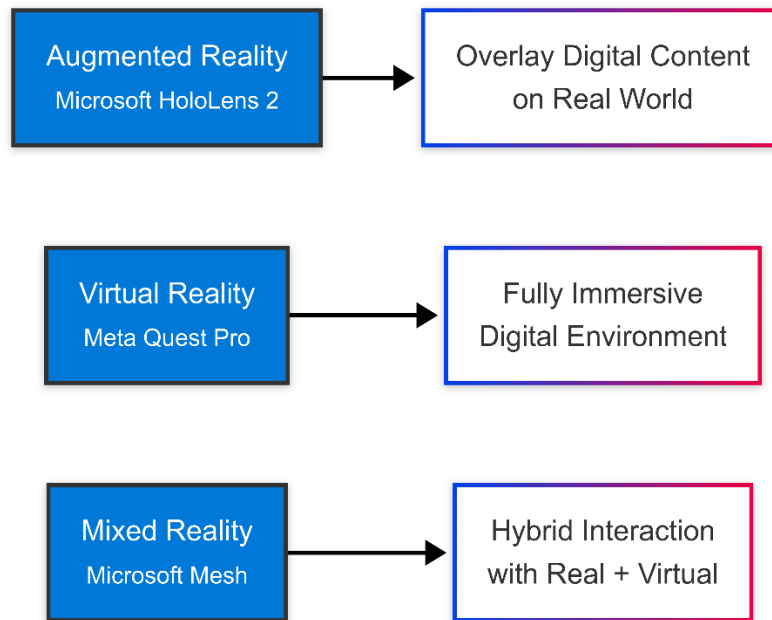 Augmented Reality
Microsoft HoloLens 2
Overlay Digital Content
on Real World
Virtual Reality
Meta Quest Pro
Fully Immersive
Digital Environment
Mixed Reality
Microsoft Mesh
Hybrid Interaction
with Real + Virtual